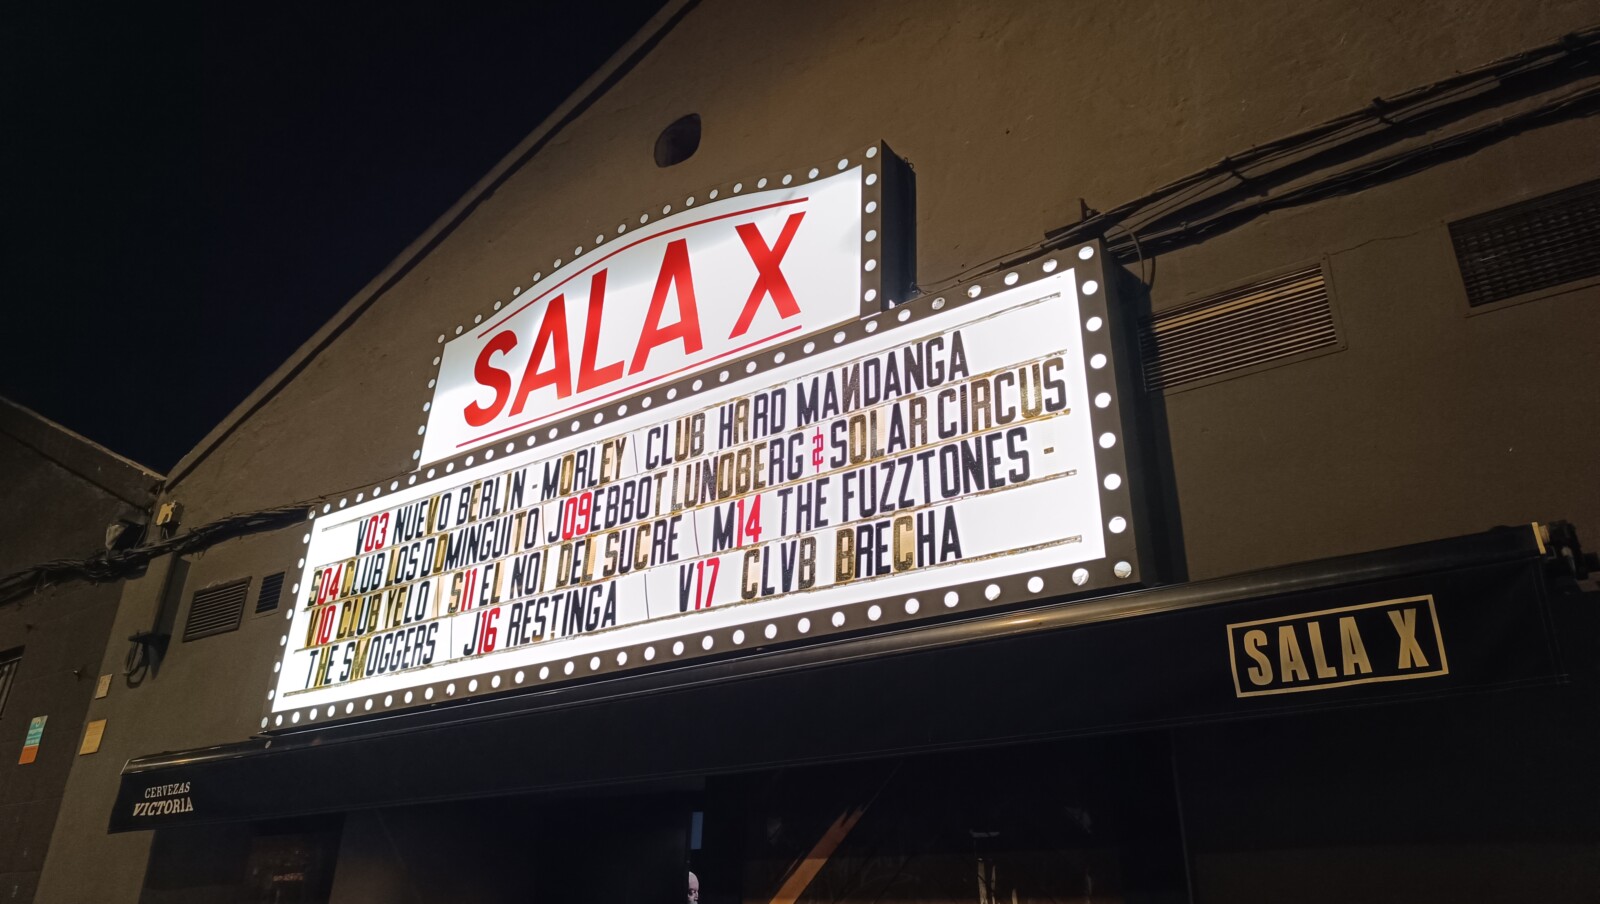 SALA X
V03 NUEVO BERLIN - MORLEY | CLUB HARD MANDANGA
S04 CLUB LOS DOMINGUITO | J09 EBBOT LUNDBERG & SOLAR CIRCUS
V10 CLUB YELO | S11 EL NOI DEL SUCRE | M14 THE FUZZTONES -
THE SMOGGERS | J16 RESTINGA | V17 CLVB BRECHA
SALA X
CERVEZAS
VICTORIA